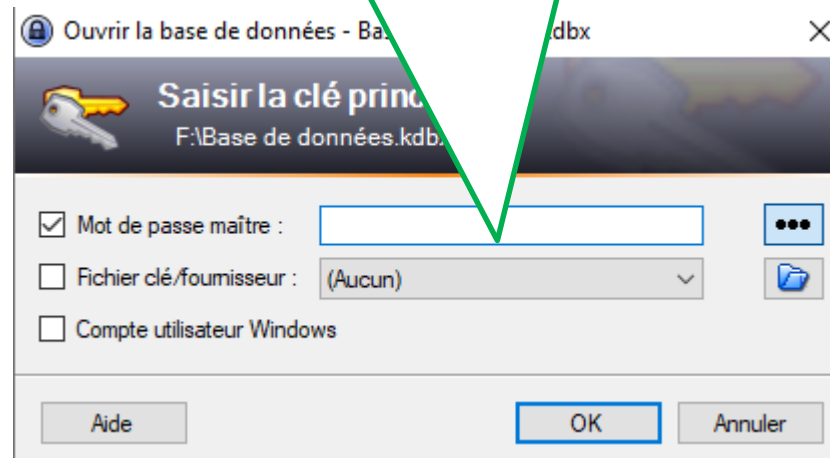 Ouvrir la base de données - Ba dbx
Saisir la clé princ
F:\Base de données.kdb
Mot de passe maître :
Fichier clé/fournisseur : (Aucun)
Compte utilisateur Windows
Aide OK Annuler